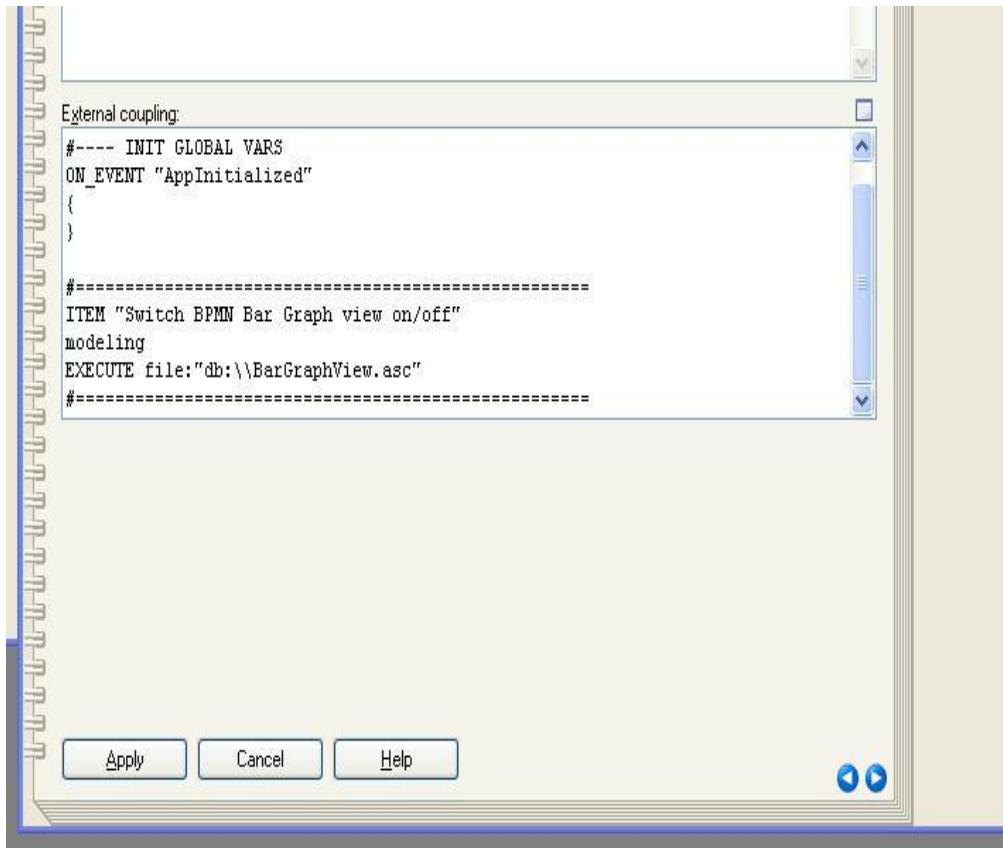 External coupling:
#---- INIT GLOBAL VARS
ON_EVENT "AppInitialized"
{
}
#====================================================
ITEM "Switch BPMN Bar Graph view on/off"
modeling
EXECUTE file:"db:\\BarGraphView.asc"
#====================================================
Apply Cancel Help